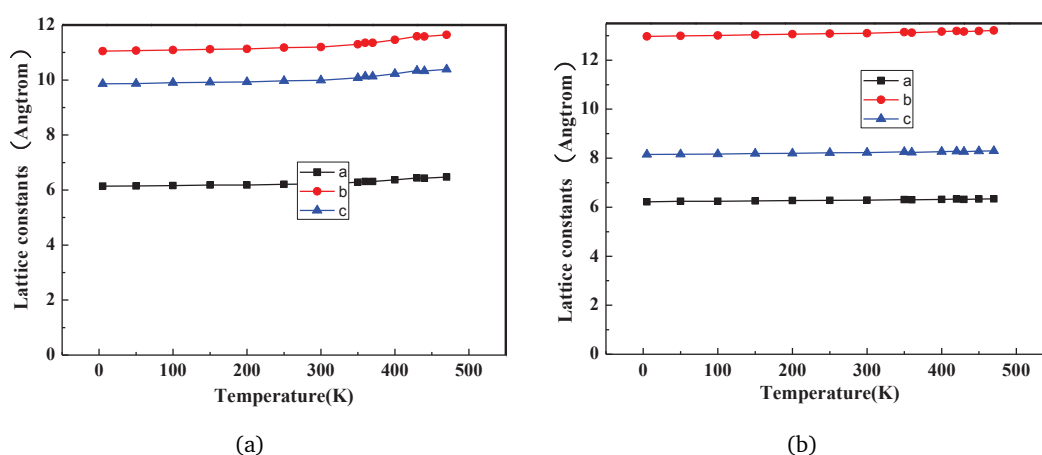 12
10
8
6
4
2
0
0 100 200 300 400 500
Lattice constants （Angtrom）
Temperature(K)
a
b
c
(a)
12
10
8
6
4
2
0
0 100 200 300 400 500
Lattice constants （Angtrom）
Temperature(K)
a
b
c
(b)